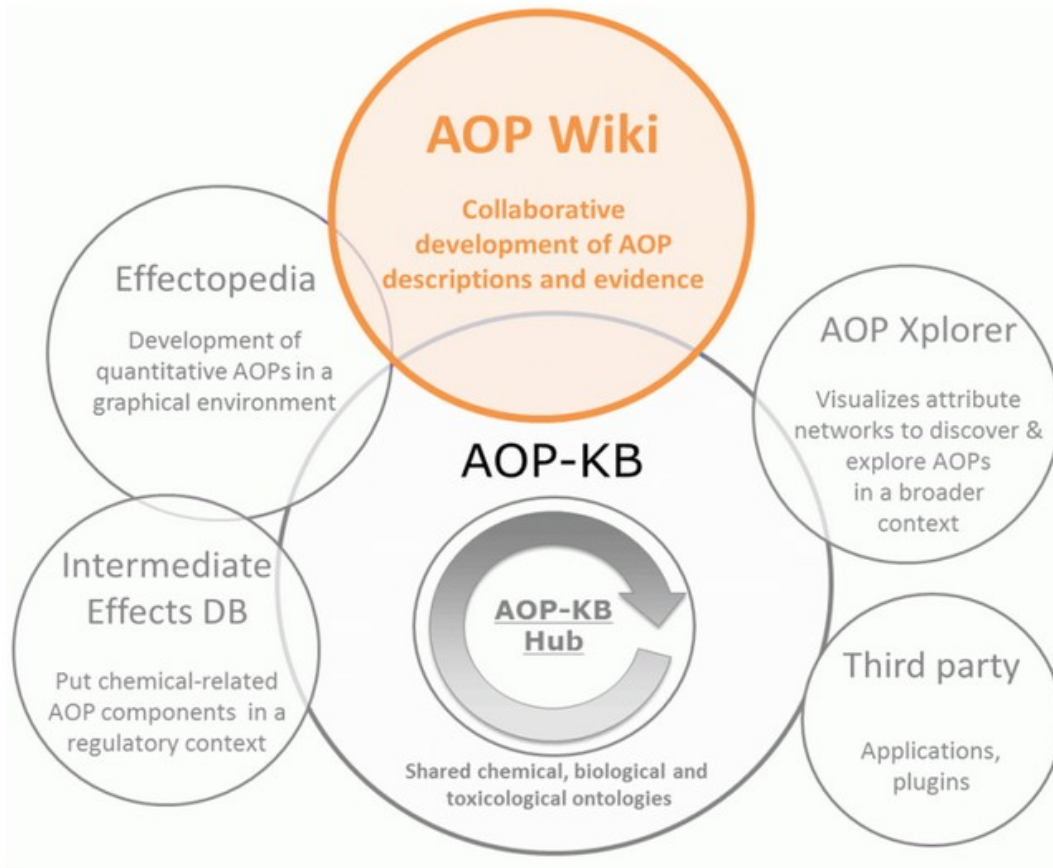 AOP Wiki
Collaborative
development of AOP
descriptions and evidence
Effectopedia
Development of
quantitative AOPs in a
graphical environment
AOP Xplorer
Visualizes attribute
networks to discover &
explore AOPs
in a broader
context
AOP-KB
AOP-KB
Hub
Shared chemical, biological and
toxicological ontologies
Intermediate
Effects DB
Put chemical-related
AOP components in a
regulatory context
Third party
Applications,
plugins